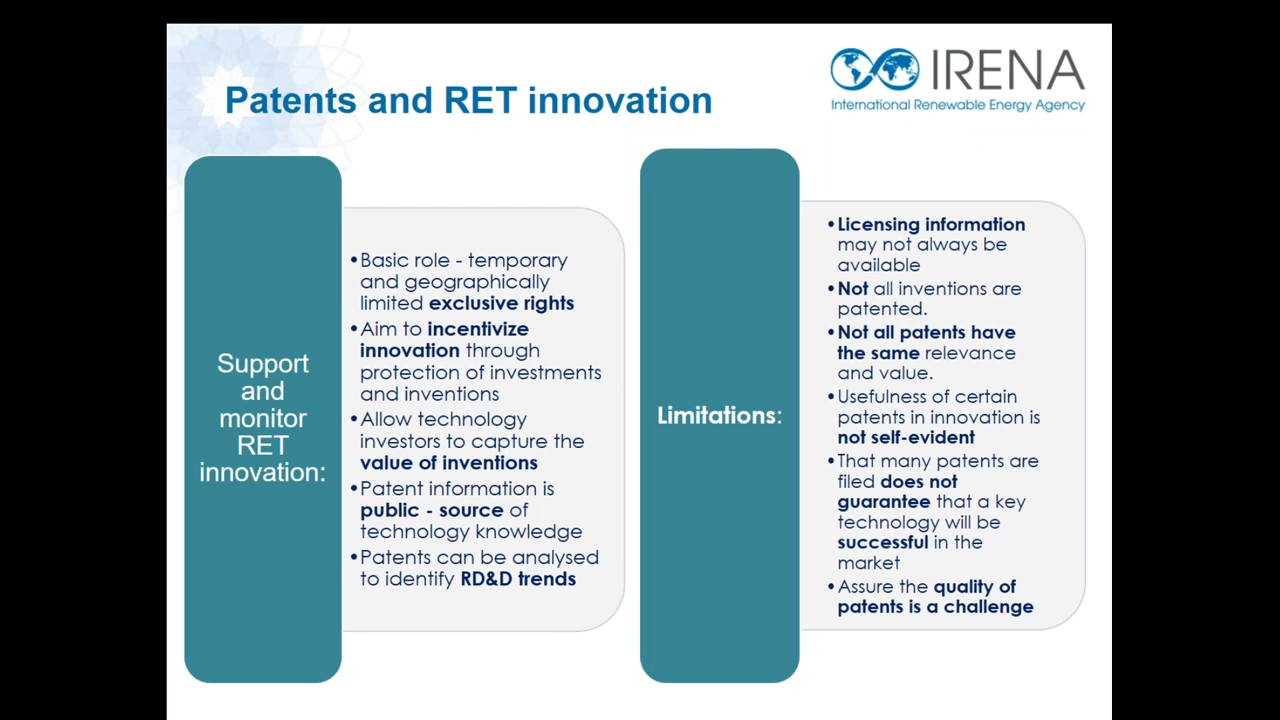 Patents and RET innovation
IRENA
International Renewable Energy Agency
Support
and
monitor
RET
innovation:
•Basic role - temporary
and geographically
limited exclusive rights
•Aim to incentivize
innovation through
protection of investments
and inventions
•Allow technology
investors to capture the
value of inventions
•Patent information is
public - source of
technology knowledge
•Patents can be analysed
to identify RD&D trends
Limitations:
•Licensing information
may not always be
available
•Not all inventions are
patented.
•Not all patents have
the same relevance
and value.
•Usefulness of certain
patents in innovation is
not self-evident
•That many patents are
filed does not
guarantee that a key
technology will be
successful in the
market
•Assure the quality of
patents is a challenge